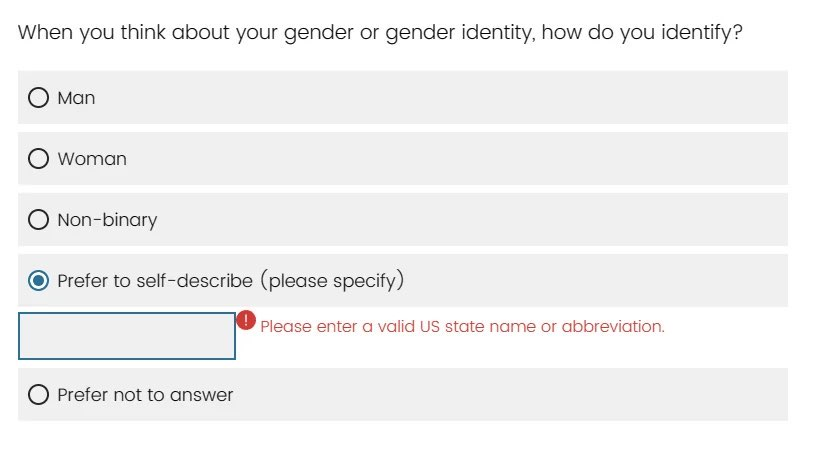 When you think about your gender or gender identity, how do you identify?
Man
Woman
Non-binary
Prefer to self-describe (please specify)
! Please enter a valid US state name or abbreviation.
Prefer not to answer